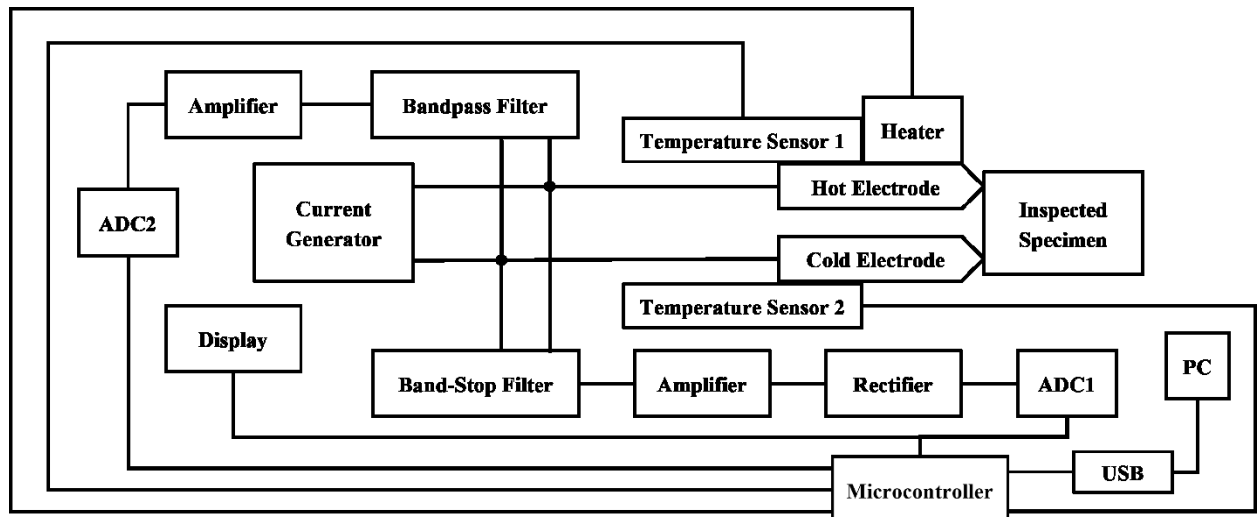 Amplifier
Bandpass Filter
Temperature Sensor 1
Heater
Hot Electrode
ADC2
Current
Generator
Inspected
Specimen
Cold Electrode
Temperature Sensor 2
Display
Band-Stop Filter
Amplifier
Rectifier
ADC1
PC
USB
Microcontroller